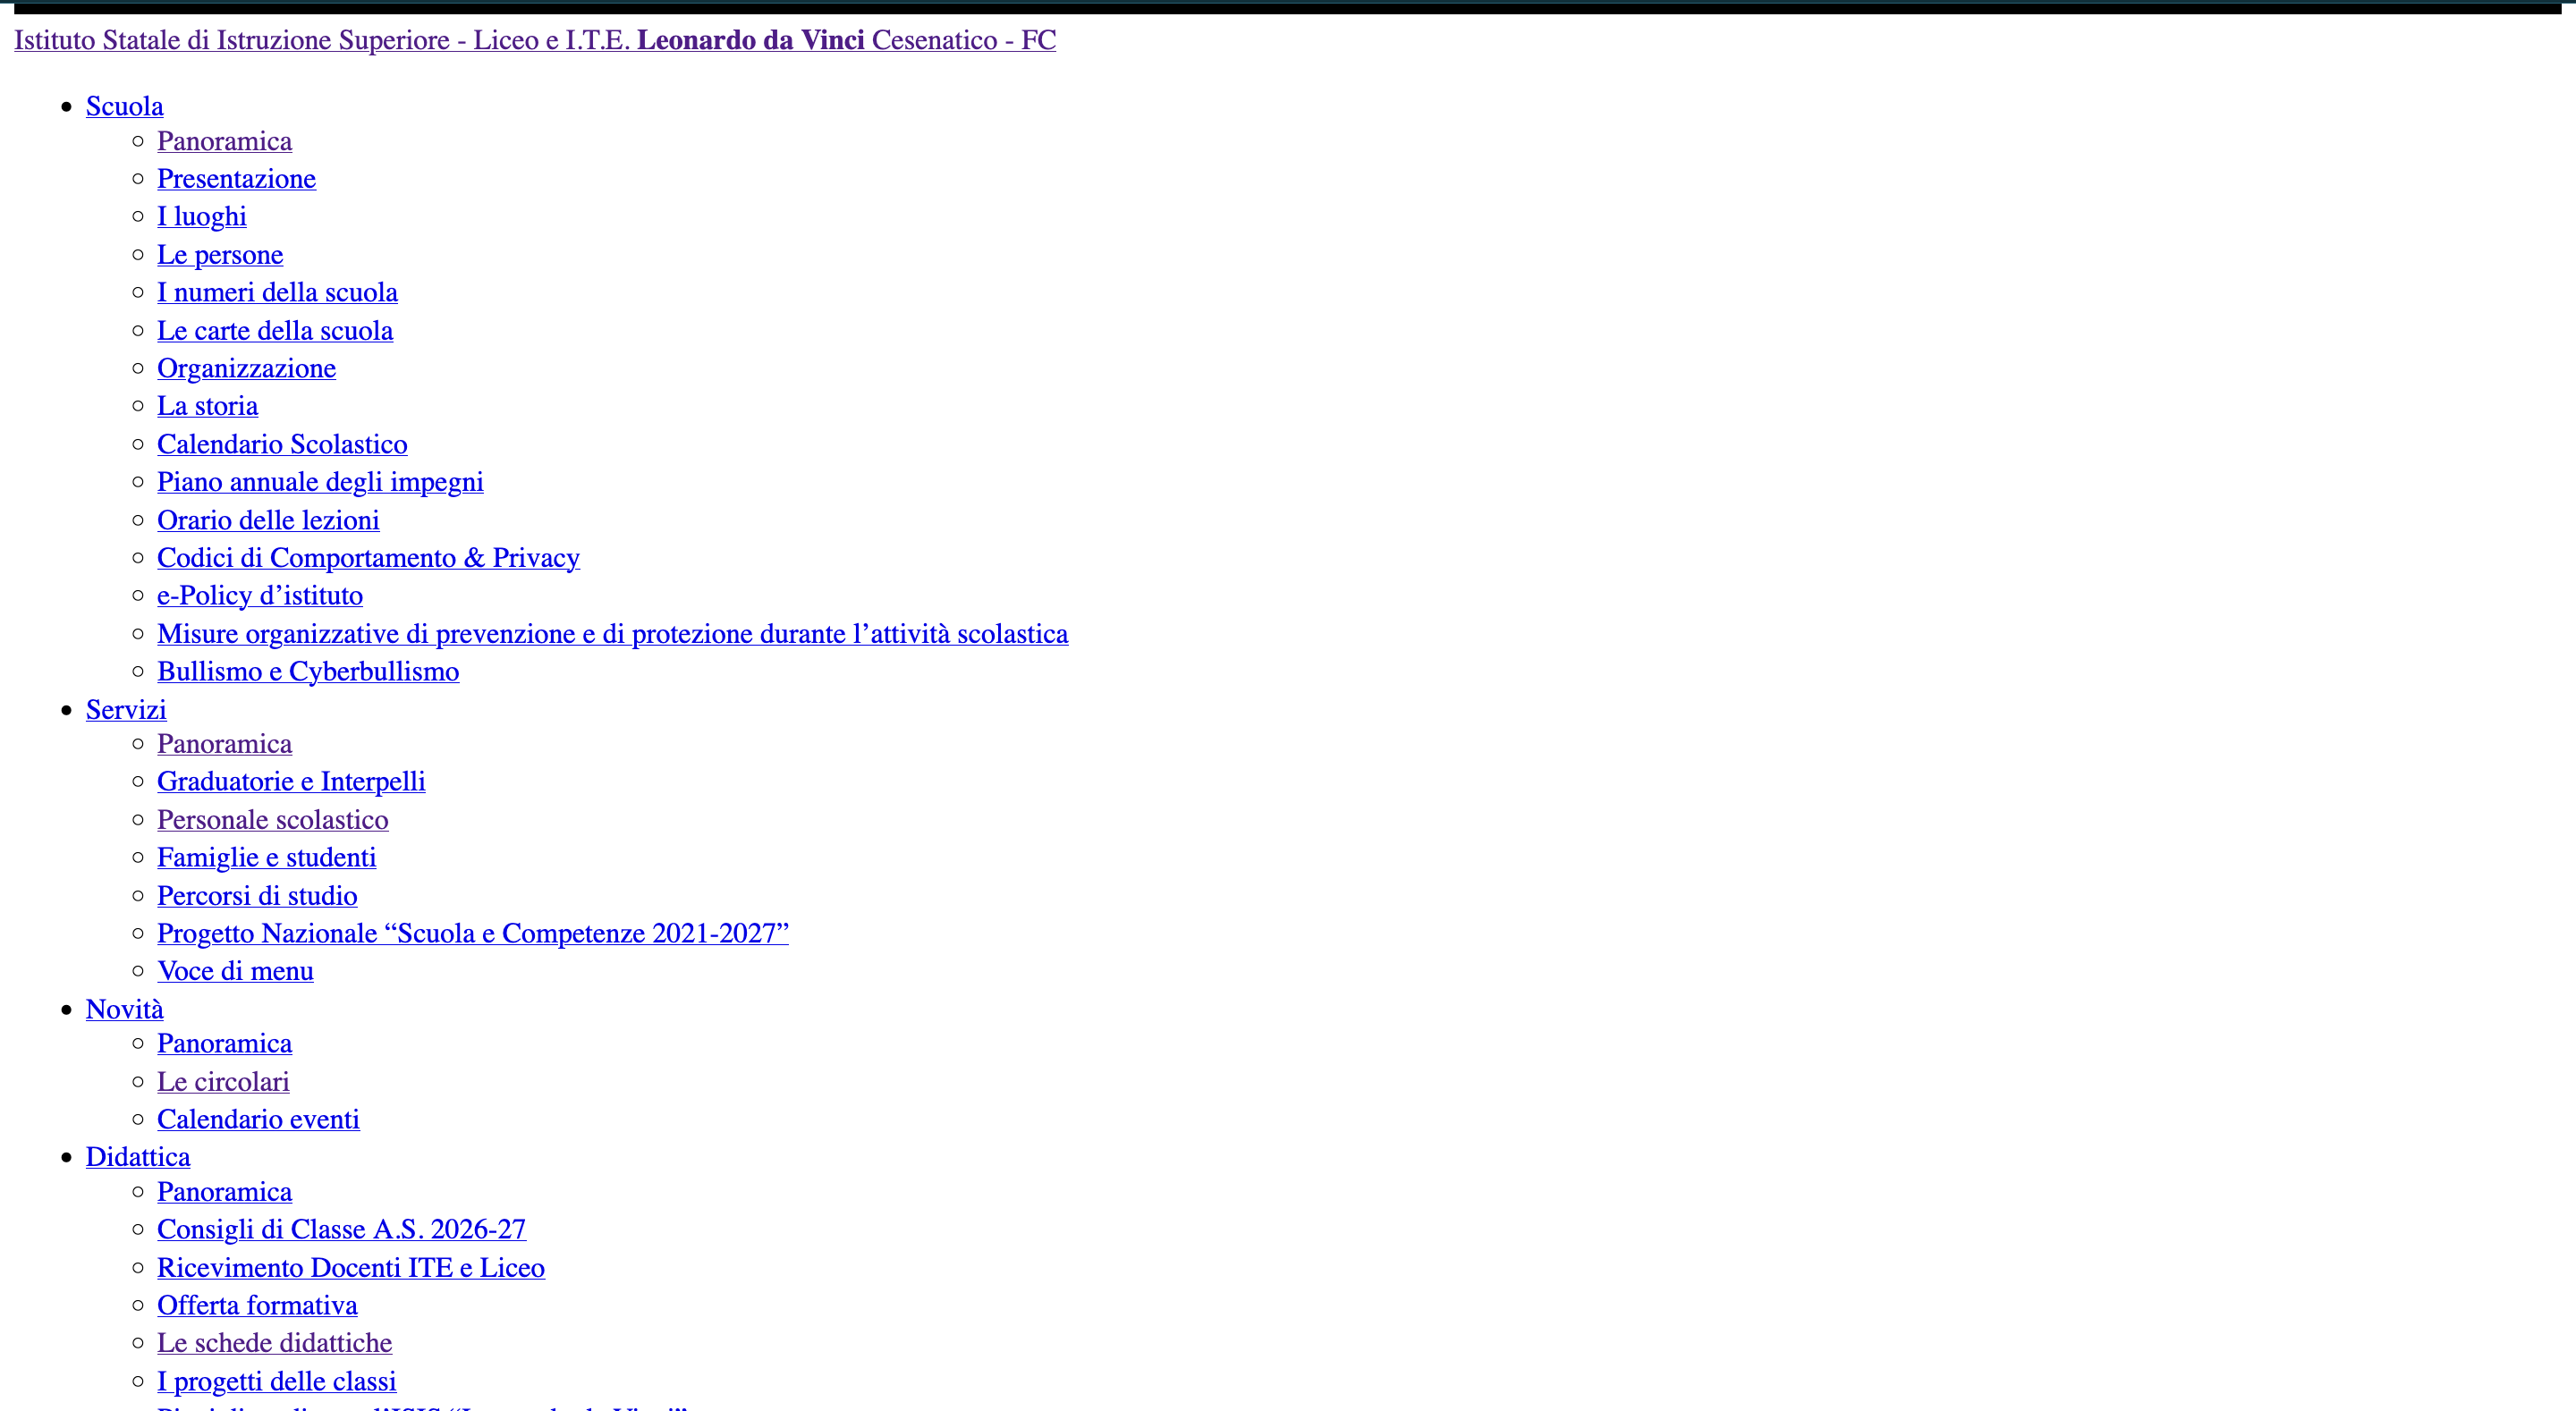 Istituto Statale di Istruzione Superiore - Liceo e I.T.E. Leonardo da Vinci Cesenatico - FC
Scuola
Panoramica
Presentazione
I luoghi
Le persone
I numeri della scuola
Le carte della scuola
Organizzazione
La storia
Calendario Scolastico
Piano annuale degli impegni
Orario delle lezioni
Codici di Comportamento & Privacy
e-Policy d’istituto
Misure organizzative di prevenzione e di protezione durante l’attività scolastica
Bullismo e Cyberbullismo
Servizi
Panoramica
Graduatorie e Interpelli
Personale scolastico
Famiglie e studenti
Percorsi di studio
Progetto Nazionale “Scuola e Competenze 2021-2027”
Voce di menu
Novità
Panoramica
Le circolari
Calendario eventi
Didattica
Panoramica
Consigli di Classe A.S. 2026-27
Ricevimento Docenti ITE e Liceo
Offerta formativa
Le schede didattiche
I progetti delle classi